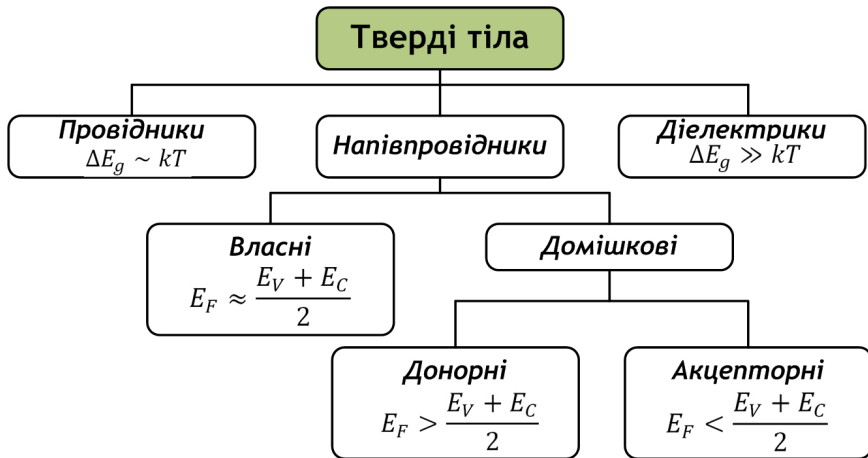 Тверді тіла
Провідники
ΔE_g ~ kT
Напівпровідники
Діелектрики
ΔE_g ≫ kT
Власні
E_F ≈ (E_V + E_C)/2
Домішкові
Донорні
E_F > (E_V + E_C)/2
Акцепторні
E_F < (E_V + E_C)/2